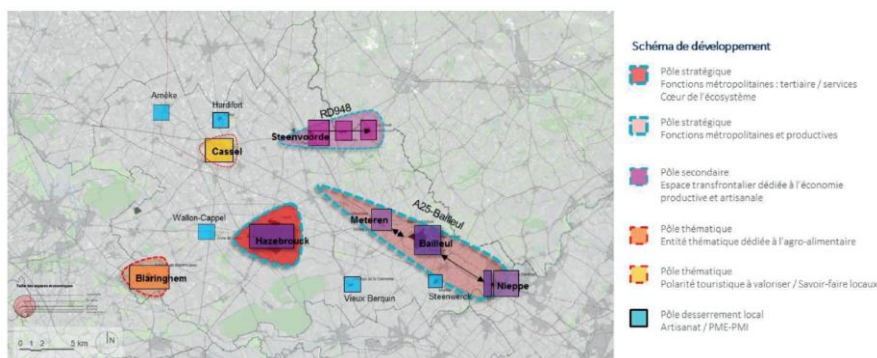 Arnèke
Hardifort
RD948
Steenvoorde
Cassel
A25-Bailleul
Wallon-Cappel
Meteren
Hazebrouck
Bailleul
Blaringhem
Vieux Berquin
Steenwerck
Nieppe
0 1 2 5 km
N
Schéma de développement
Pôle stratégique
Fonctions métropolitaines : tertiaire / services
Cœur de l'écosystème
Pôle stratégique
Fonctions métropolitaines et productives
Pôle secondaire
Espace transfrontalier dédiée à l'économie
productive et artisanale
Pôle thématique
Entité thématique dédiée à l'agro-alimentaire
Pôle thématique
Polarité touristique à valoriser / Savoir-faire locaux
Pôle desserrement local
Artisanat / PME-PMI